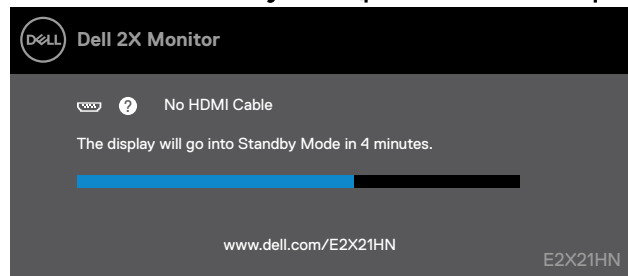 DELL Dell 2X Monitor
? No HDMI Cable
The display will go into Standby Mode in 4 minutes.
www.dell.com/E2X21HN
E2X21HN